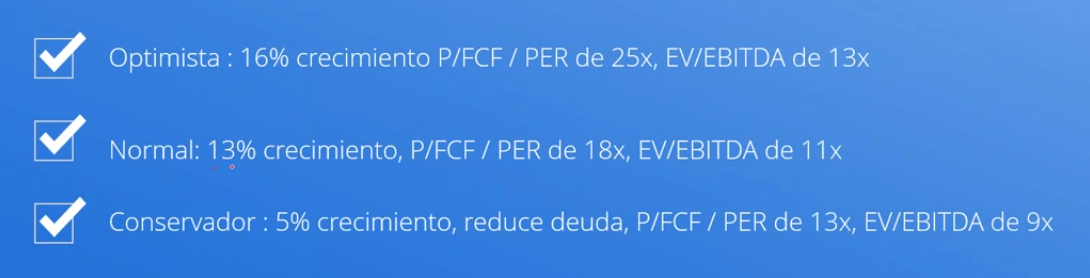 Optimista : 16% crecimiento P/FCF / PER de 25x, EV/EBITDA de 13x
Normal: 13% crecimiento, P/FCF / PER de 18x, EV/EBITDA de 11x
Conservador : 5% crecimiento, reduce deuda, P/FCF / PER de 13x, EV/EBITDA de 9x